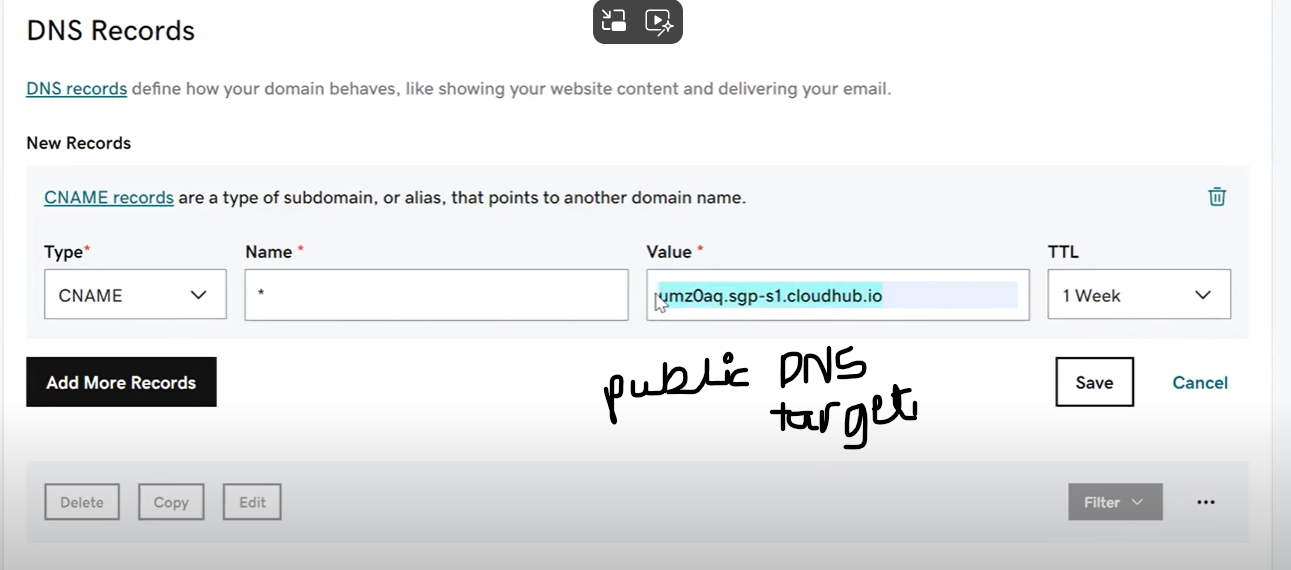 DNS Records
DNS records define how your domain behaves, like showing your website content and delivering your email.
New Records
CNAME records are a type of subdomain, or alias, that points to another domain name.
Type* Name * Value * TTL
CNAME * umz0aq.sgp-s1.cloudhub.io 1 Week
Add More Records Save Cancel
public DNS
target
Delete Copy Edit Filter